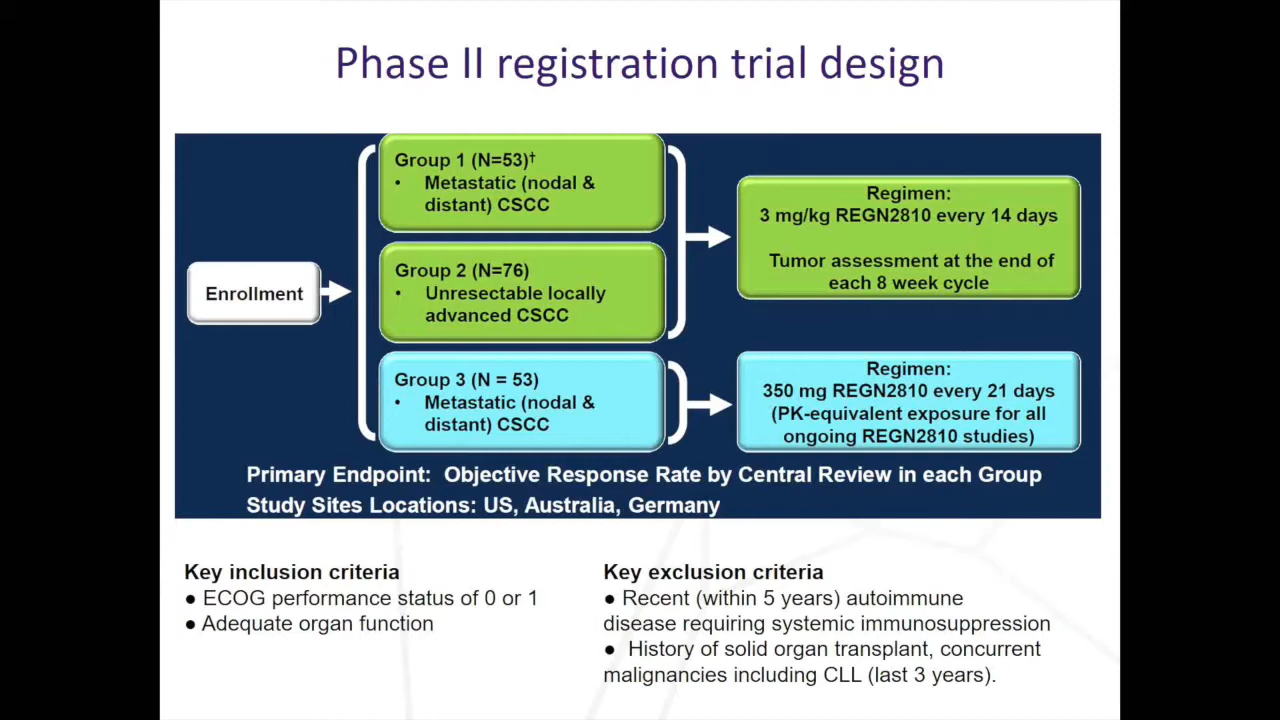 Phase II registration trial design
Enrollment
Group 1 (N=53)†
• Metastatic (nodal &
distant) CSCC
Group 2 (N=76)
• Unresectable locally
advanced CSCC
Group 3 (N = 53)
• Metastatic (nodal &
distant) CSCC
Regimen:
3 mg/kg REGN2810 every 14 days
Tumor assessment at the end of
each 8 week cycle
Regimen:
350 mg REGN2810 every 21 days
(PK-equivalent exposure for all
ongoing REGN2810 studies)
Primary Endpoint: Objective Response Rate by Central Review in each Group
Study Sites Locations: US, Australia, Germany
Key inclusion criteria
● ECOG performance status of 0 or 1
● Adequate organ function
Key exclusion criteria
● Recent (within 5 years) autoimmune
disease requiring systemic immunosuppression
● History of solid organ transplant, concurrent
malignancies including CLL (last 3 years).